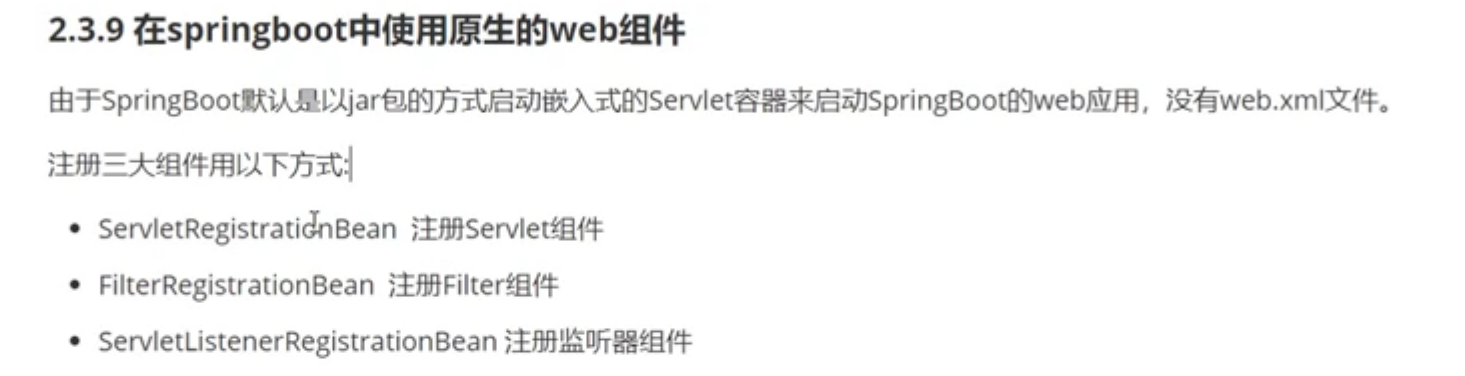 2.3.9 在springboot中使用原生的web组件
由于SpringBoot默认是以jar包的方式启动嵌入式的Servlet容器来启动SpringBoot的web应用，没有web.xml文件。
注册三大组件用以下方式:
• ServletRegistrationBean 注册Servlet组件
• FilterRegistrationBean 注册Filter组件
• ServletListenerRegistrationBean 注册监听器组件